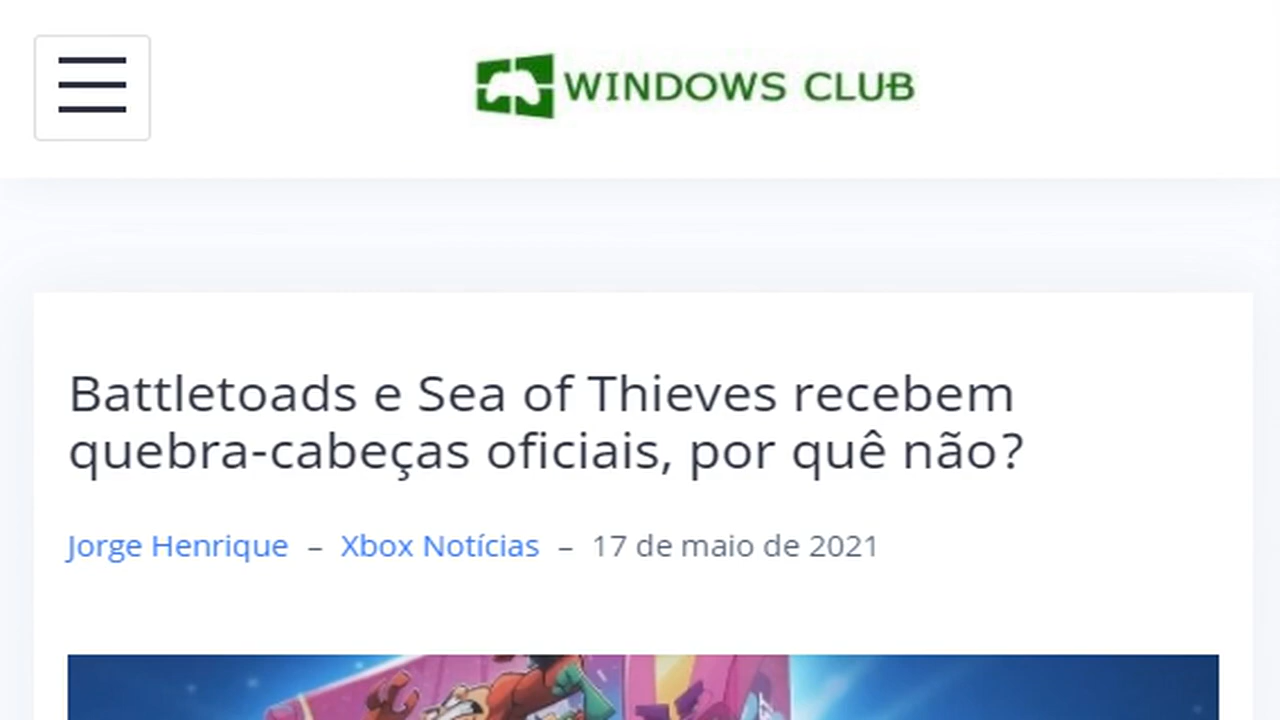 WINDOWS CLUB
Battletoads e Sea of Thieves recebem
quebra-cabeças oficiais, por quê não?
Jorge Henrique – Xbox Notícias – 17 de maio de 2021